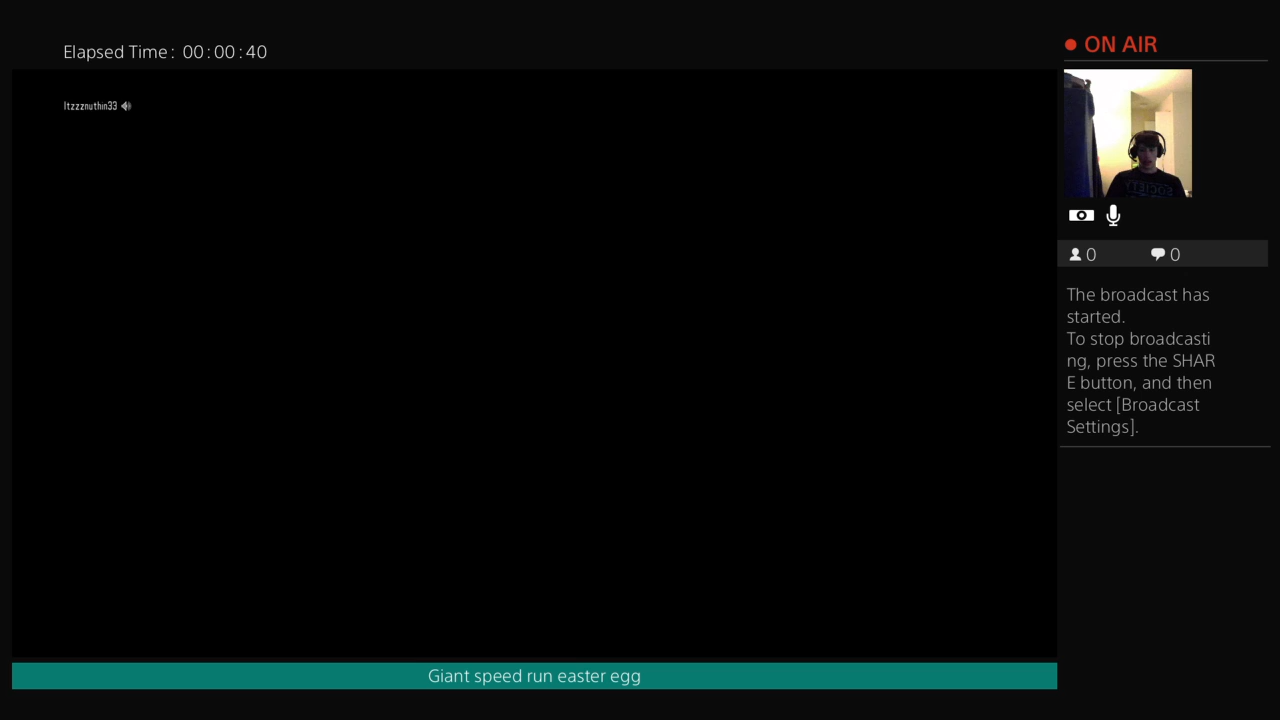 Elapsed Time: 00:00:40
ON AIR
Itzzznuthin33
0 0
The broadcast has
started.
To stop broadcasti
ng, press the SHAR
E button, and then
select [Broadcast
Settings].
Giant speed run easter egg